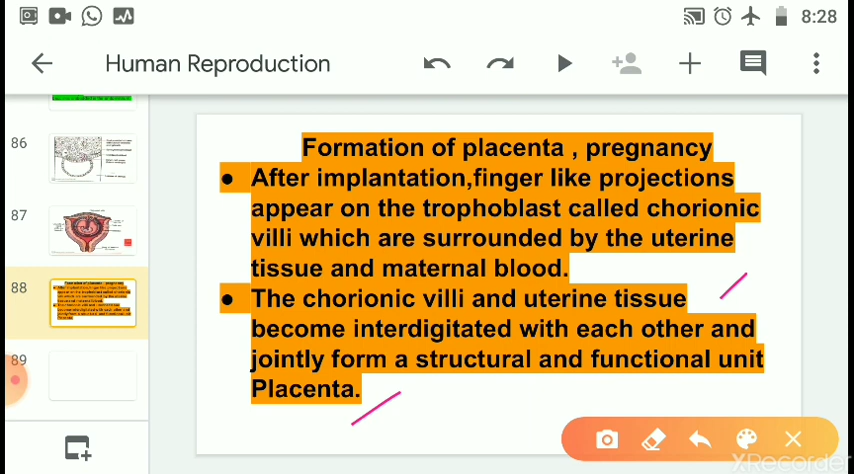 8:28
Human Reproduction
86
87
88
89
Formation of placenta , pregnancy
● After implantation,finger like projections
appear on the trophoblast called chorionic
villi which are surrounded by the uterine
tissue and maternal blood.
● The chorionic villi and uterine tissue
become interdigitated with each other and
jointly form a structural and functional unit
Placenta.
XRecorder